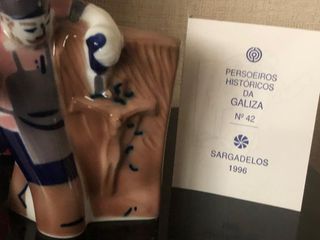 PERSOEIROS
HISTÓRICOS
DA
GALIZA
Nº 42
SARGADELOS
1996